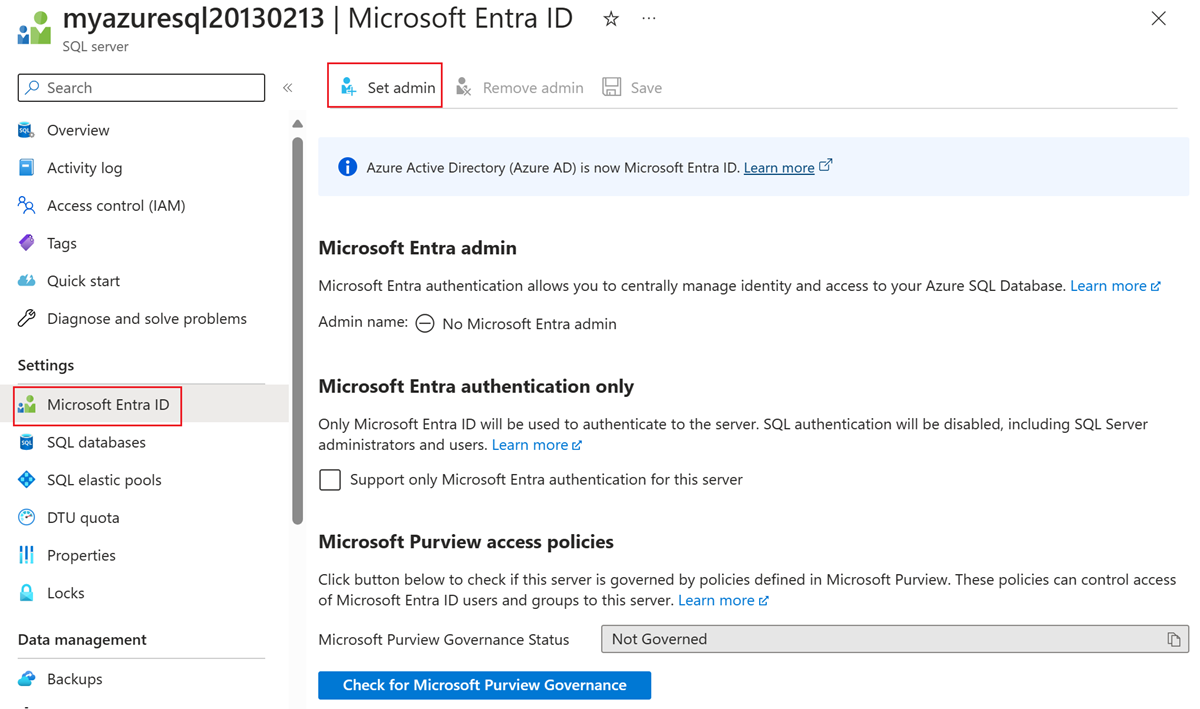 myazuresql20130213 | Microsoft Entra ID
SQL server
Search
Set admin
Remove admin
Save
Overview
Activity log
Access control (IAM)
Tags
Quick start
Diagnose and solve problems
Settings
Microsoft Entra ID
SQL databases
SQL elastic pools
DTU quota
Properties
Locks
Data management
Backups
Azure Active Directory (Azure AD) is now Microsoft Entra ID. Learn more
Microsoft Entra admin
Microsoft Entra authentication allows you to centrally manage identity and access to your Azure SQL Database. Learn more
Admin name: No Microsoft Entra admin
Microsoft Entra authentication only
Only Microsoft Entra ID will be used to authenticate to the server. SQL authentication will be disabled, including SQL Server
administrators and users. Learn more
Support only Microsoft Entra authentication for this server
Microsoft Purview access policies
Click button below to check if this server is governed by policies defined in Microsoft Purview. These policies can control access
of Microsoft Entra ID users and groups to this server. Learn more
Microsoft Purview Governance Status Not Governed
Check for Microsoft Purview Governance